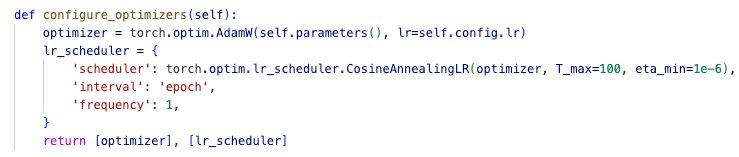 def configure_optimizers(self):
    optimizer = torch.optim.AdamW(self.parameters(), lr=self.config.lr)
    lr_scheduler = {
        'scheduler': torch.optim.lr_scheduler.CosineAnnealingLR(optimizer, T_max=100, eta_min=1e-6),
        'interval': 'epoch',
        'frequency': 1,
    }
    return [optimizer], [lr_scheduler]